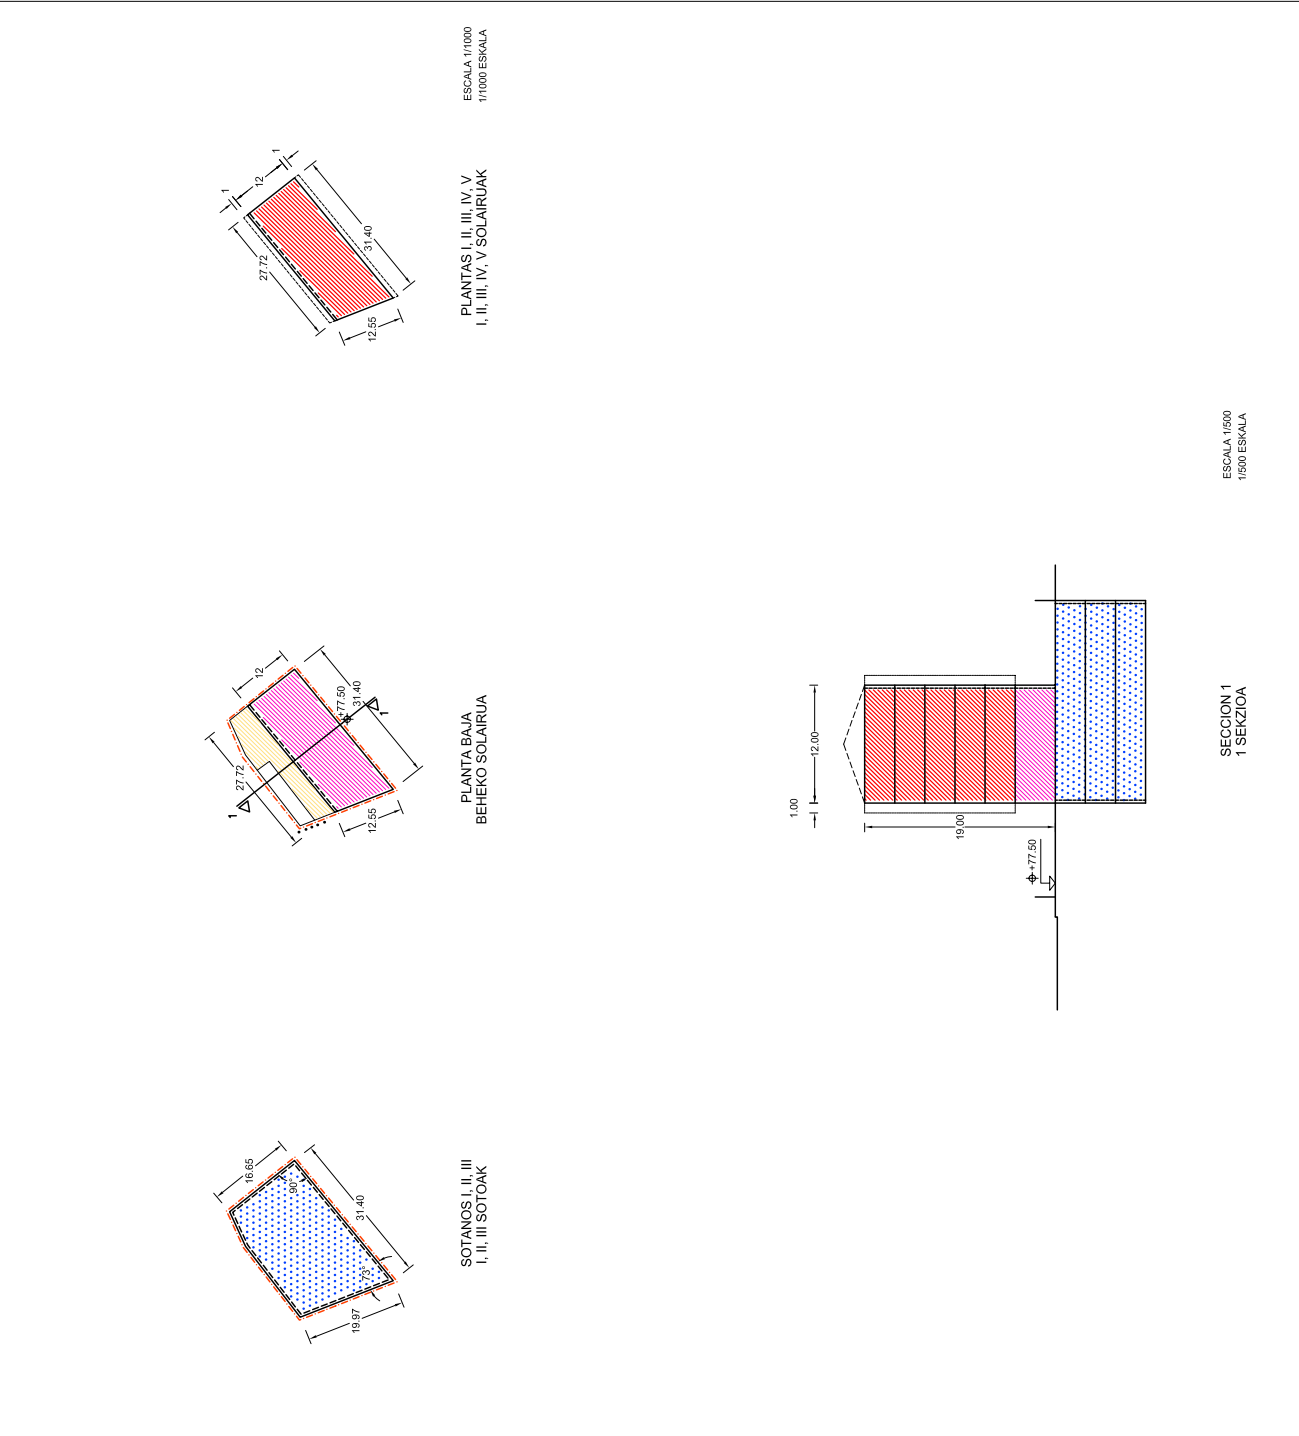 ESCALA 1/1000
1/1000 ESKALA
1
12
1
27.72
31.40
12.55
PLANTAS I, II, III, IV, V
I, II, III, IV, V SOLAIRUAK
12
27.72
31.40
+77.50
1
1
12.55
PLANTA BAJA
BEHEKO SOLAIRUA
16.65
90°
31.40
73°
19.97
SOTANOS I, II, III
I, II, III SOTOAK
12.00
1.00
19.00
+77.50
SECCION 1
1 SEKZIOA
ESCALA 1/500
1/500 ESKALA